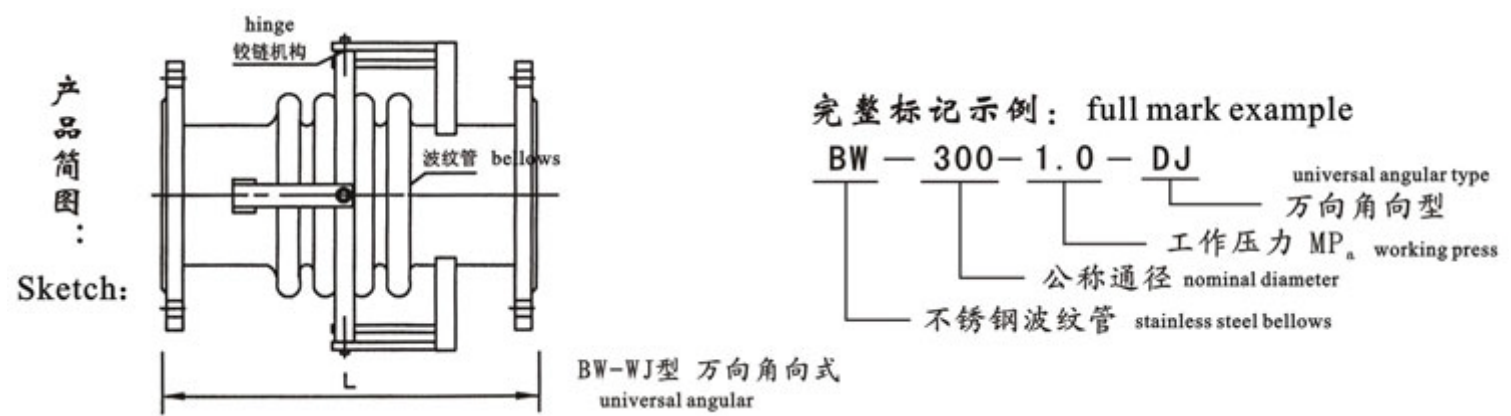 产品简图：
Sketch:
hinge
铰链机构
波纹管 bellows
L
BW-WJ型 万向角向式
universal angular
完整标记示例： full mark example
BW — 300-1.0-DJ
universal angular type
万向角向型
工作压力 MPa working press
公称通径 nominal diameter
不锈钢波纹管 stainless steel bellows